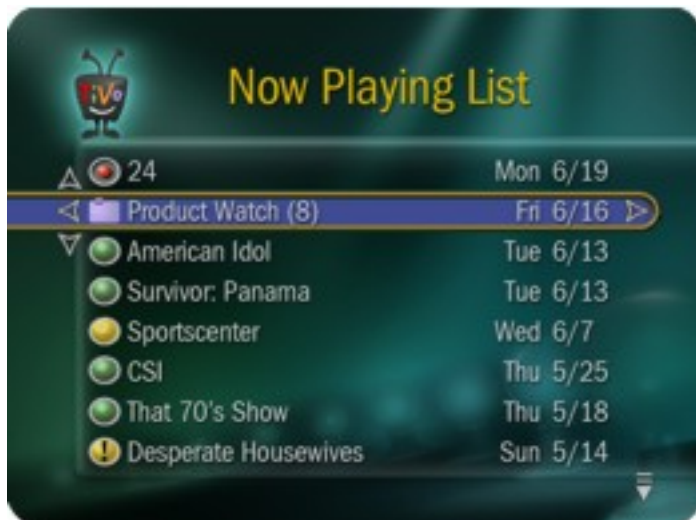 TiVo
Now Playing List
24 Mon 6/19
Product Watch (8) Fri 6/16
American Idol Tue 6/13
Survivor: Panama Tue 6/13
Sportscenter Wed 6/7
CSI Thu 5/25
That 70's Show Thu 5/18
! Desperate Housewives Sun 5/14